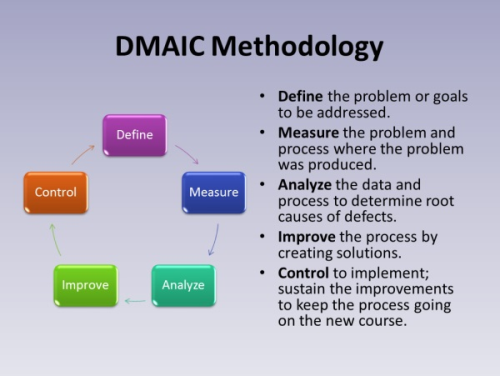 DMAIC Methodology
Define
Measure
Analyze
Improve
Control
• Define the problem or goals
to be addressed.
• Measure the problem and
process where the problem
was produced.
• Analyze the data and
process to determine root
causes of defects.
• Improve the process by
creating solutions.
• Control to implement;
sustain the improvements
to keep the process going
on the new course.